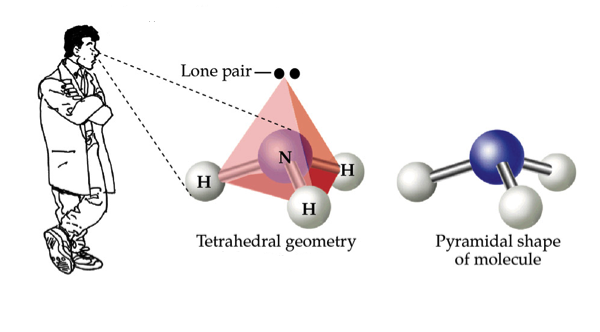 Lone pair
N
H
H
H
Tetrahedral geometry
Pyramidal shape
of molecule